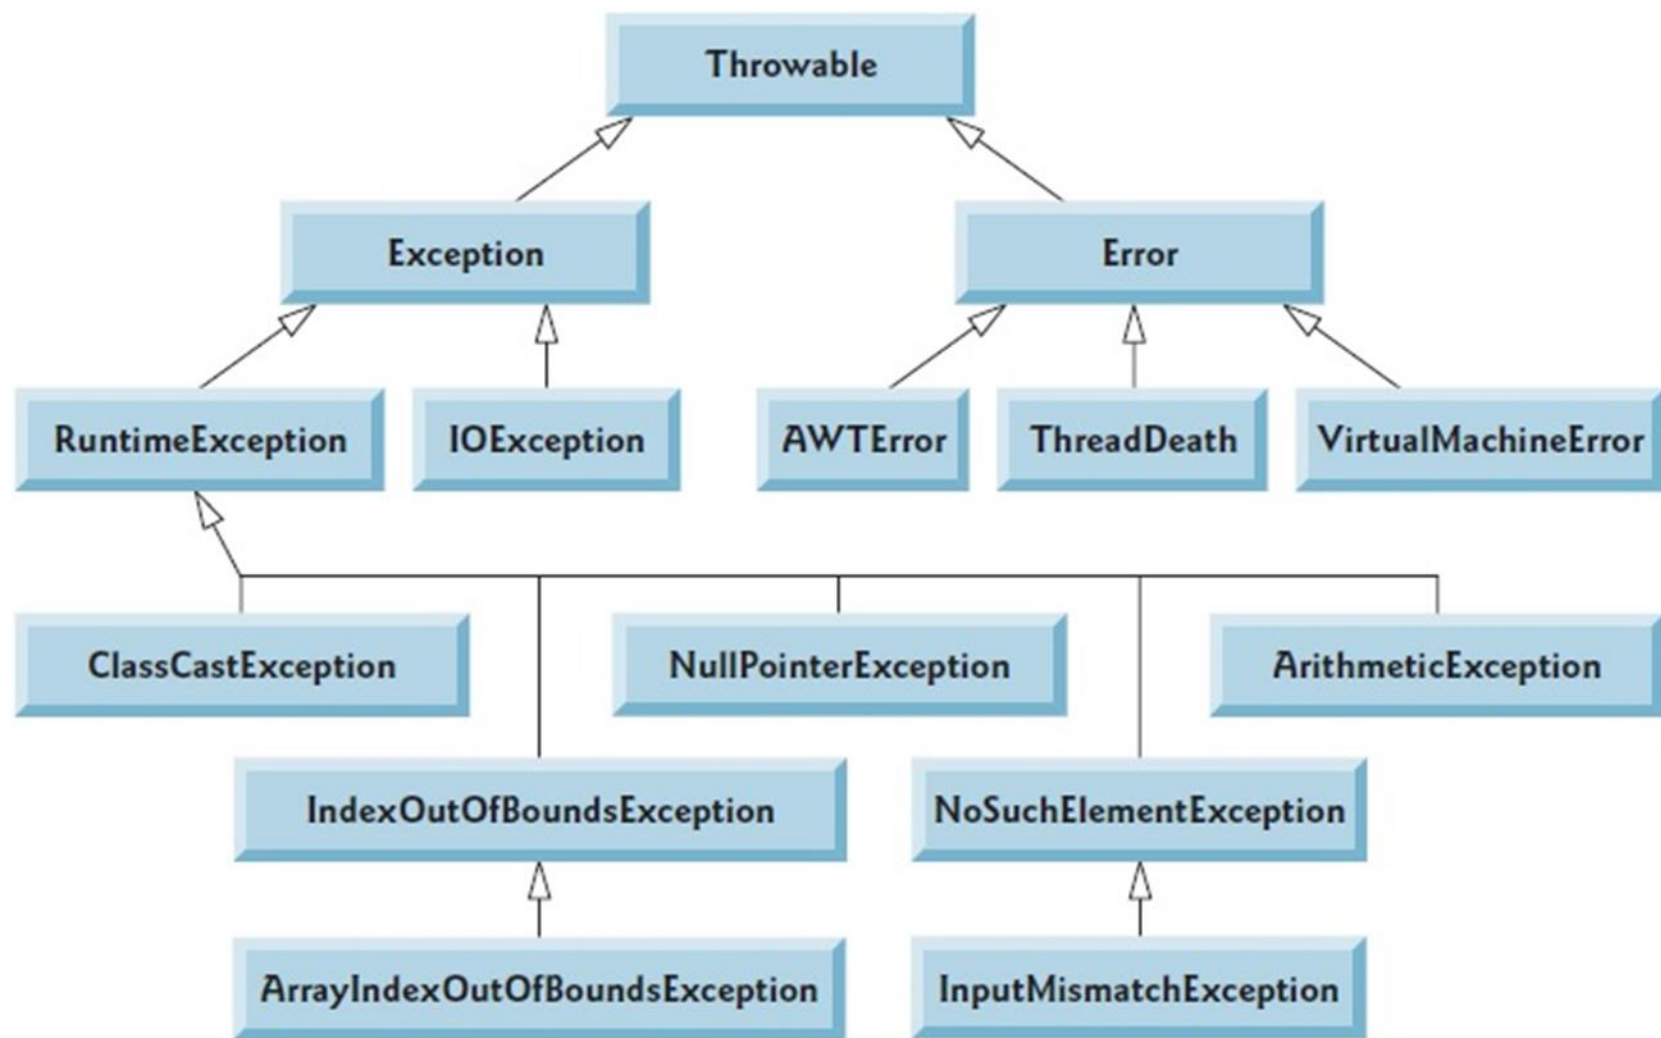 Throwable
Exception
Error
RuntimeException
IOException
AWTError
ThreadDeath
VirtualMachineError
ClassCastException
NullPointerException
ArithmeticException
IndexOutOfBoundsException
NoSuchElementException
ArrayIndexOutOfBoundsException
InputMismatchException